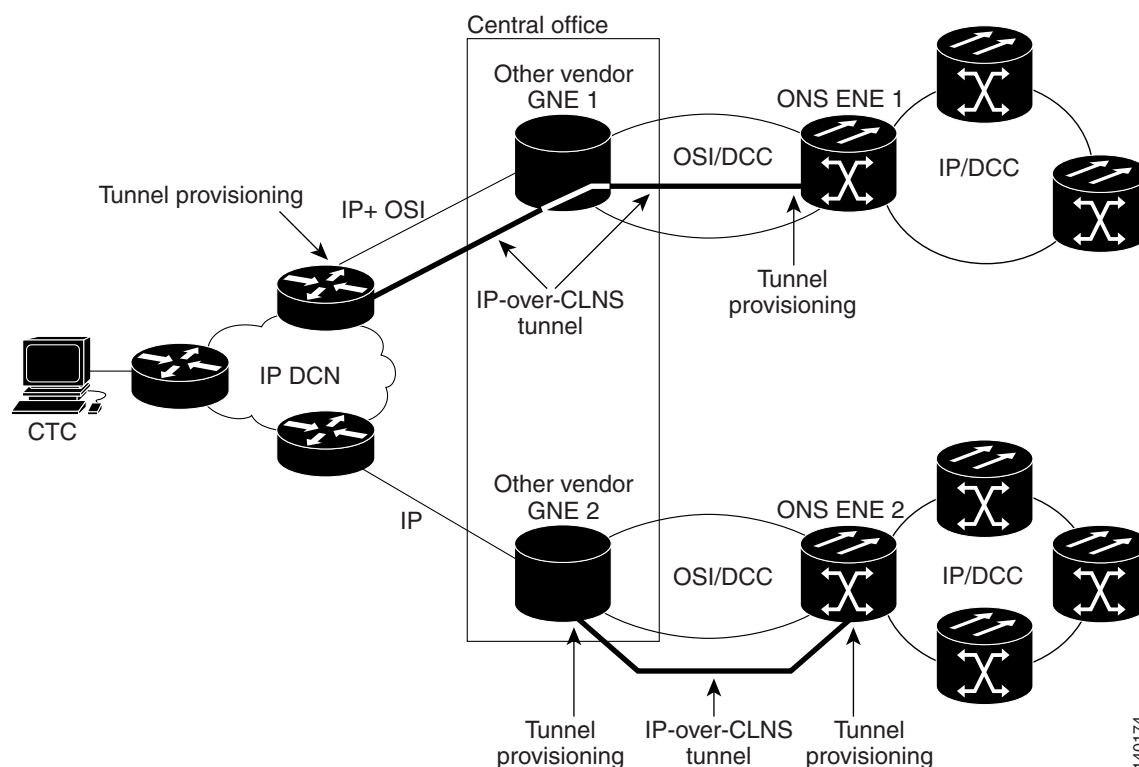 Central office
Other vendor
GNE 1
ONS ENE 1
OSI/DCC
IP/DCC
Tunnel provisioning
IP+ OSI
IP-over-CLNS
tunnel
Tunnel
provisioning
IP DCN
CTC
Other vendor
GNE 2
ONS ENE 2
IP
OSI/DCC
IP/DCC
Tunnel
provisioning
IP-over-CLNS
tunnel
Tunnel
provisioning
140174